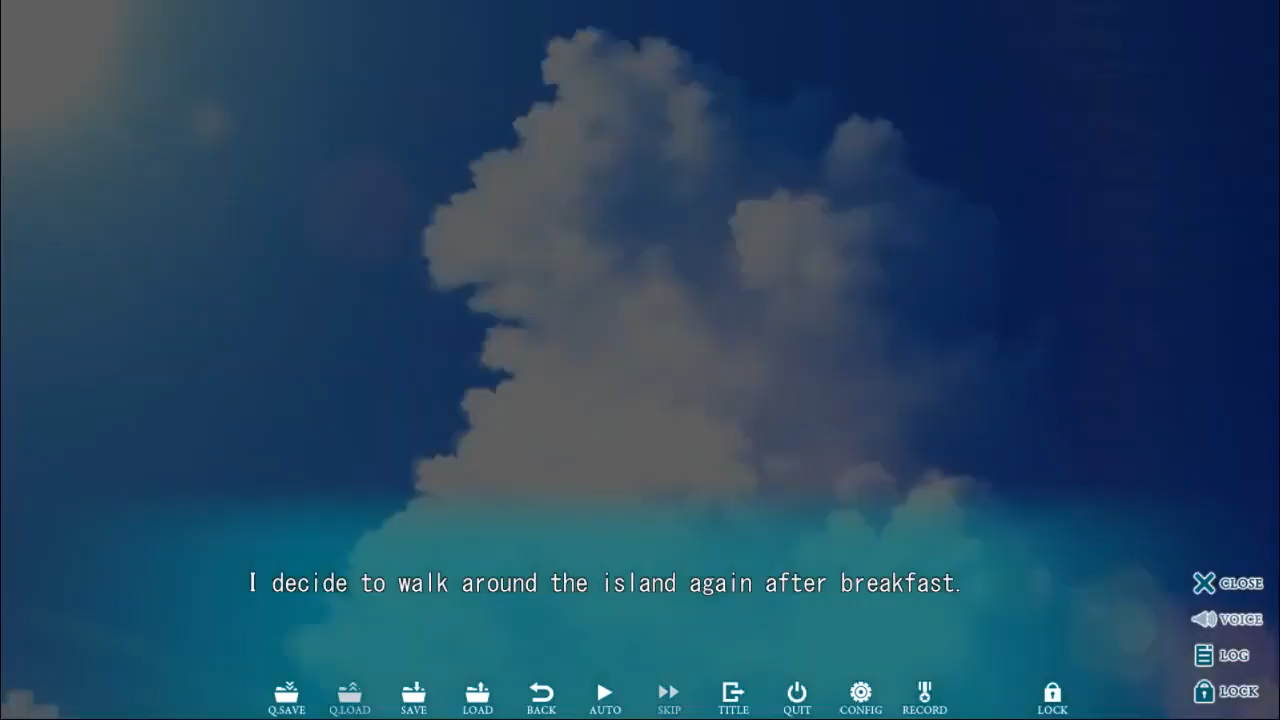 I decide to walk around the island again after breakfast.
CLOSE
VOICE
LOG
LOCK
Q.SAVE Q.LOAD SAVE LOAD BACK AUTO SKIP TITLE QUIT CONFIG RECORD LOCK